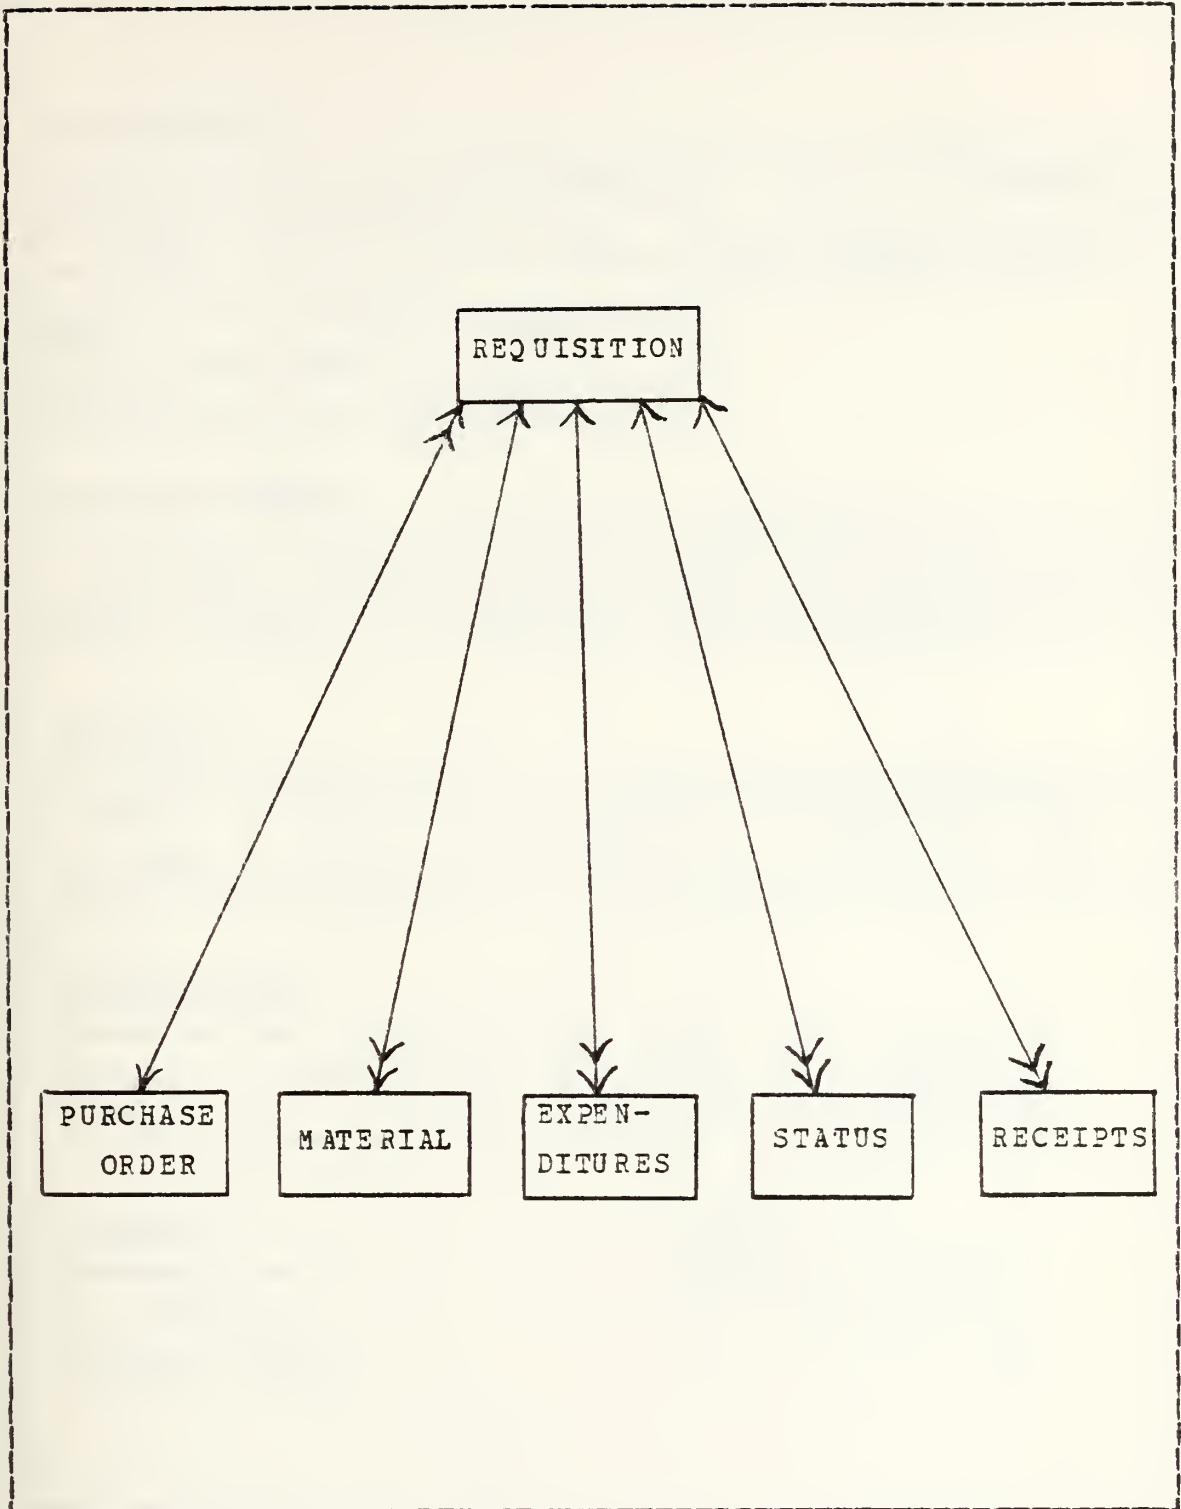 REQUISITION
PURCHASE
ORDER
MATERIAL
EXPEN-
DITURES
STATUS
RECEIPTS